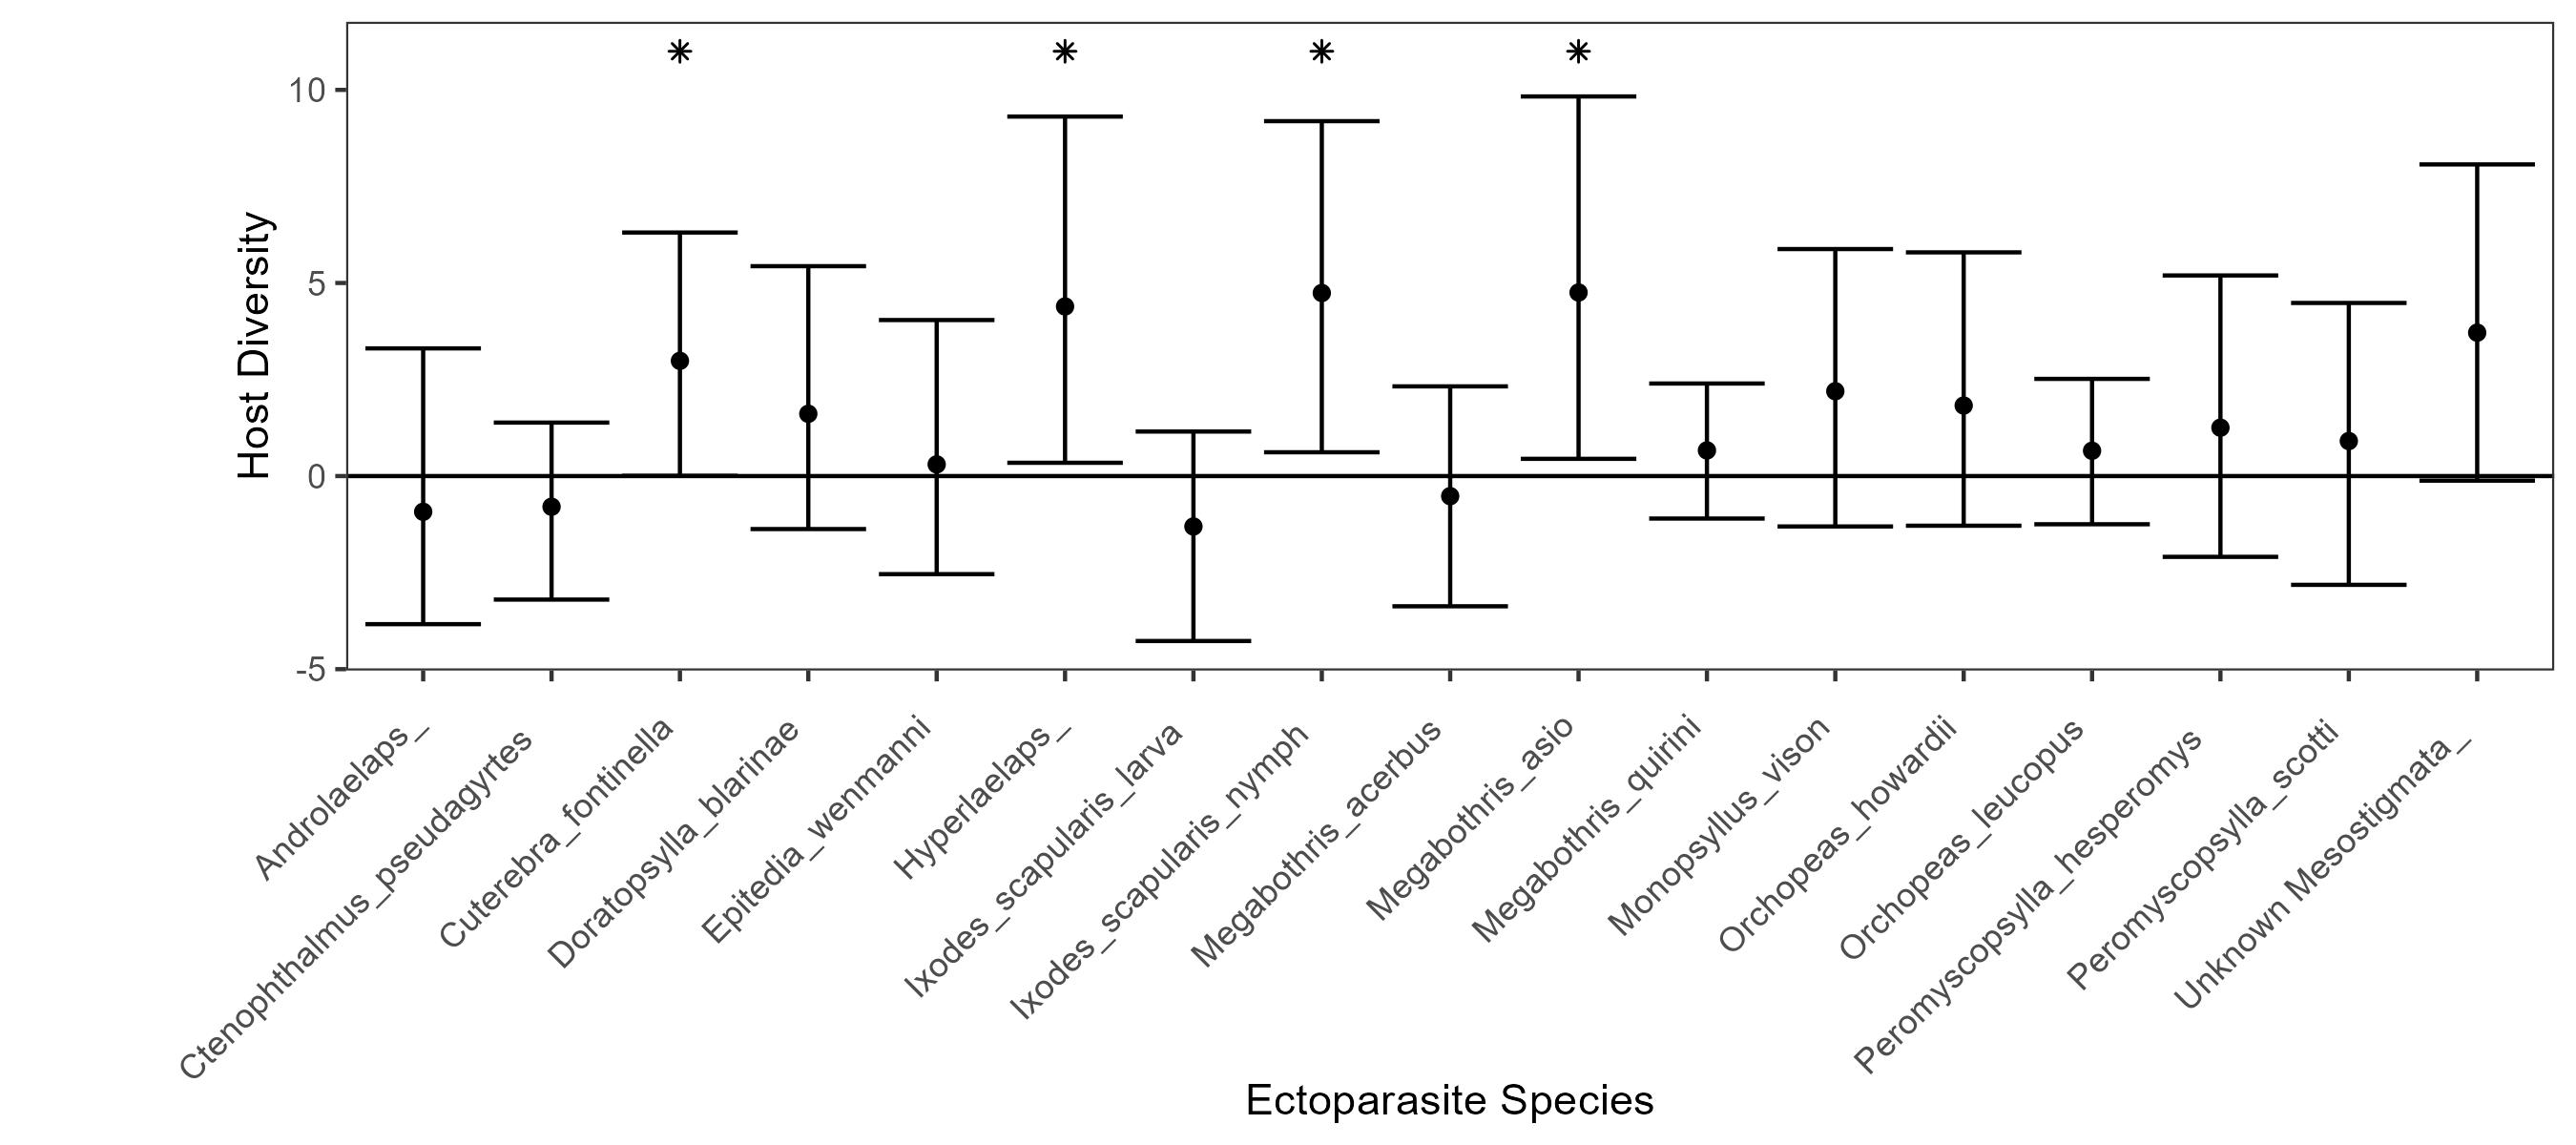 * * * *
10
5
0
-5
Host Diversity
Androlaelaps_
Ctenophthalmus_pseudagyrtes
Cuterebra_fontinella
Doratopsylla_blarinae
Epitedia_wenmanni
Hyperlaelaps_
Ixodes_scapularis_larva
Ixodes_scapularis_nymph
Megabothris_acerbus
Megabothris_asio
Megabothris_quirini
Monopsyllus_vison
Orchopeas_howardii
Orchopeas_leucopus
Peromyscopsylla_hesperomys
Peromyscopsylla_scotti
Unknown Mesostigmata_
Ectoparasite Species